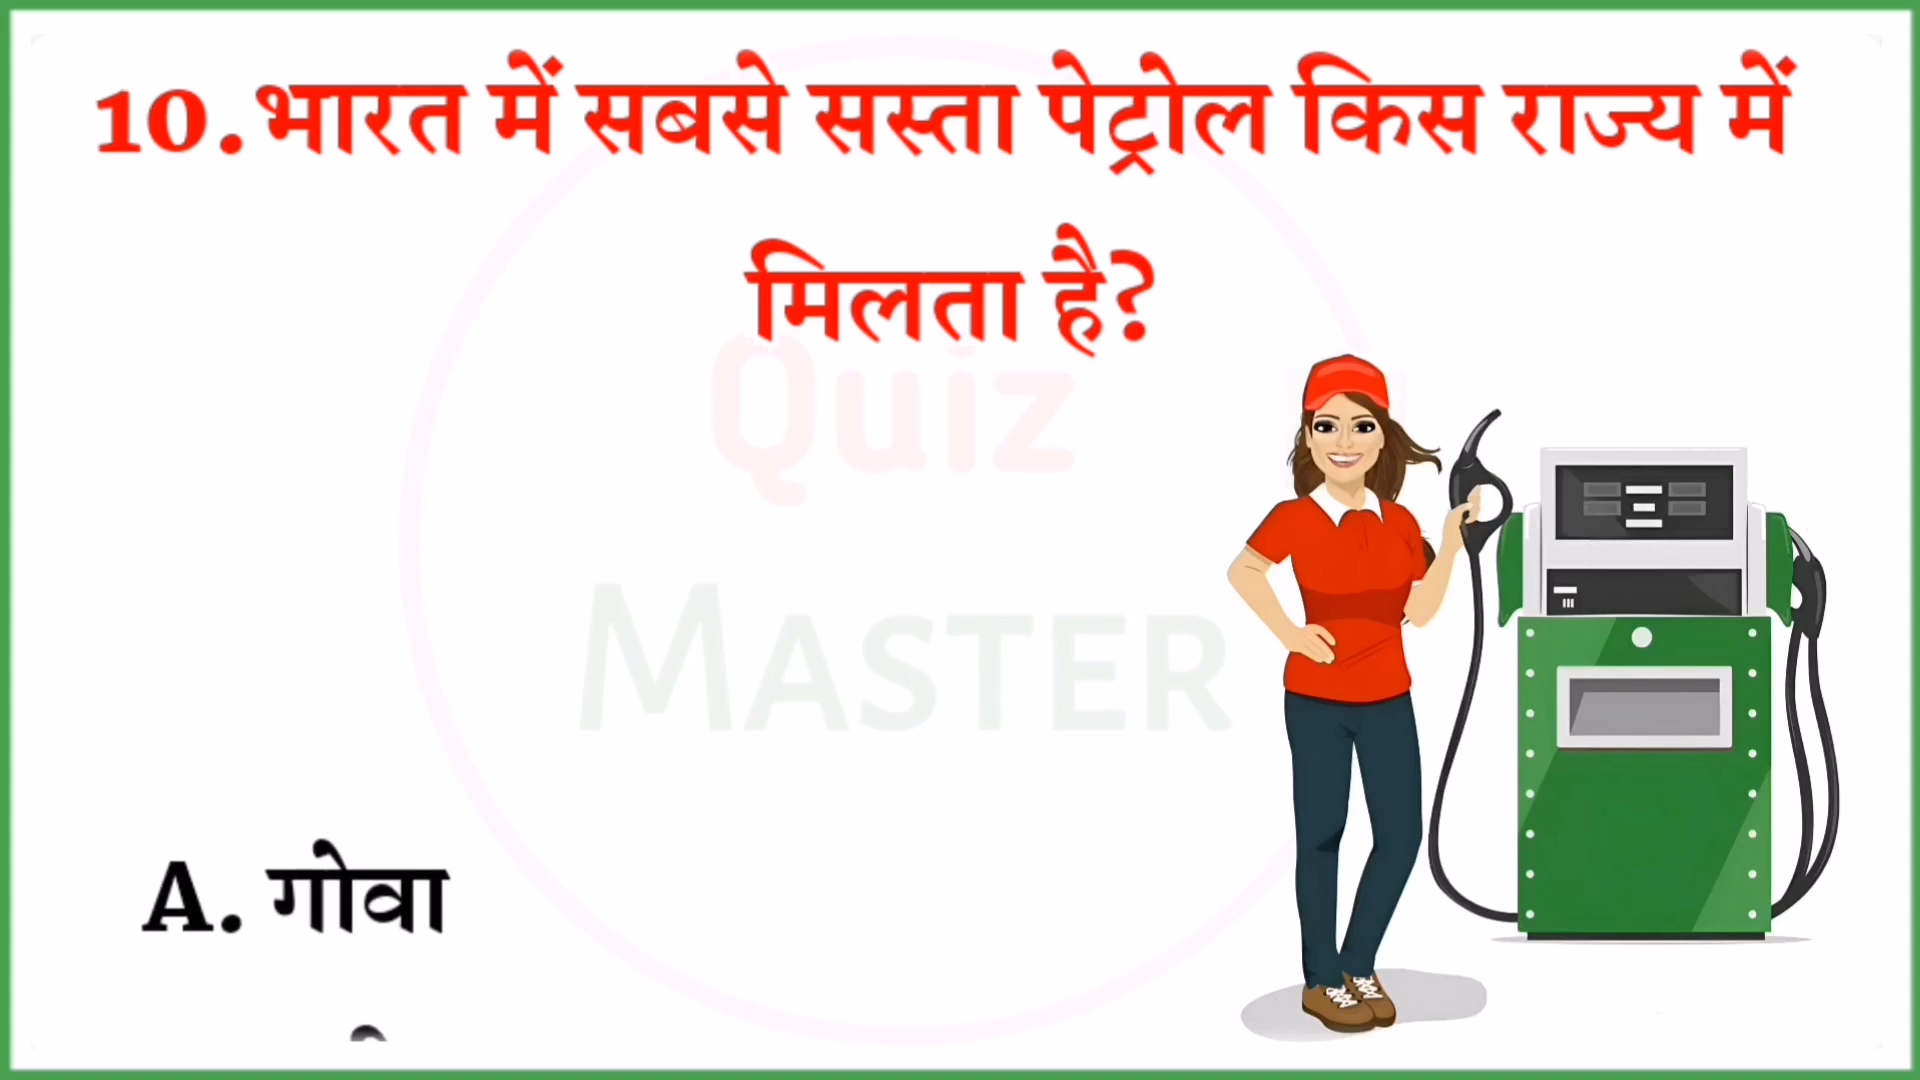 10.भारत में सबसे सस्ता पेट्रोल किस राज्य में
मिलता है?
Quiz
MASTER
A. गोवा